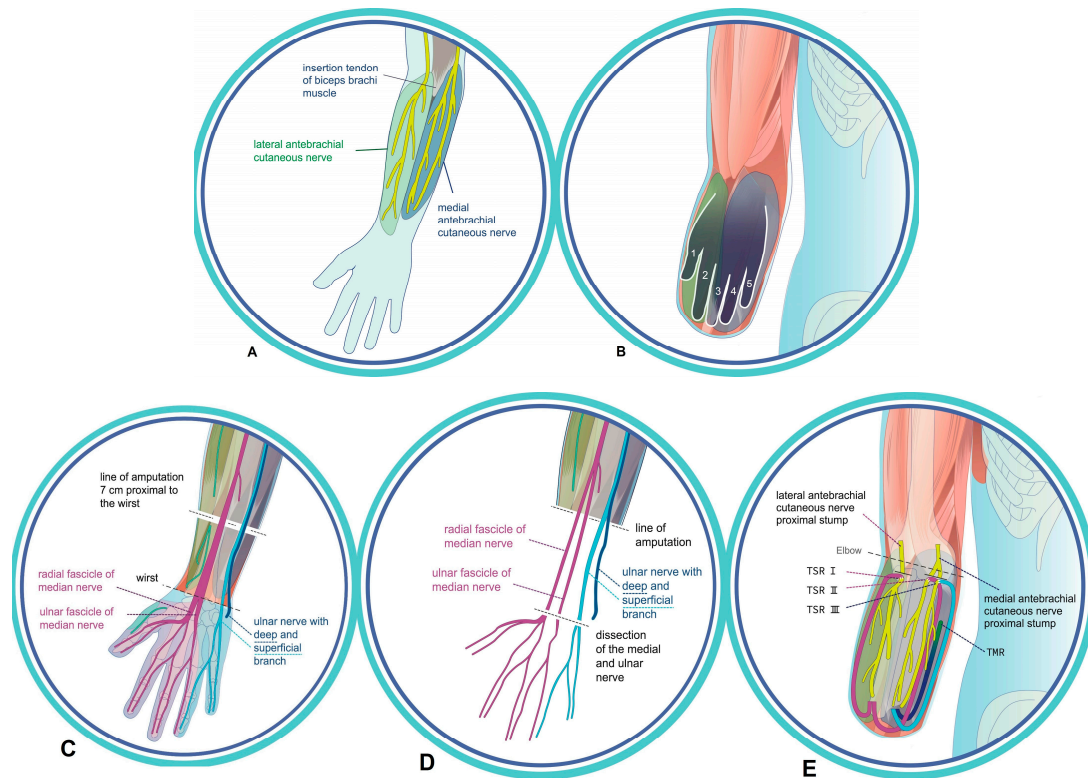 insertion tendon
of biceps brachi
muscle
lateral antebrachial
cutaneous nerve
medial
antebrachial
cutaneous nerve
A
1
2
3
4
5
B
line of amputation
7 cm proximal to
the wirst
wirst
radial fascicle of
median nerve
ulnar fascicle of
median nerve
ulnar nerve with
deep and
superficial
branch
C
radial fascicle of
median nerve
ulnar fascicle of
median nerve
line of
amputation
ulnar nerve with
deep and
superficial
branch
dissection
of the medial
and ulnar
nerve
D
lateral antebrachial
cutaneous nerve
proximal stump
Elbow
TSR I
TSR II
TSR III
medial antebrachial
cutaneous nerve
proximal stump
TMR
E